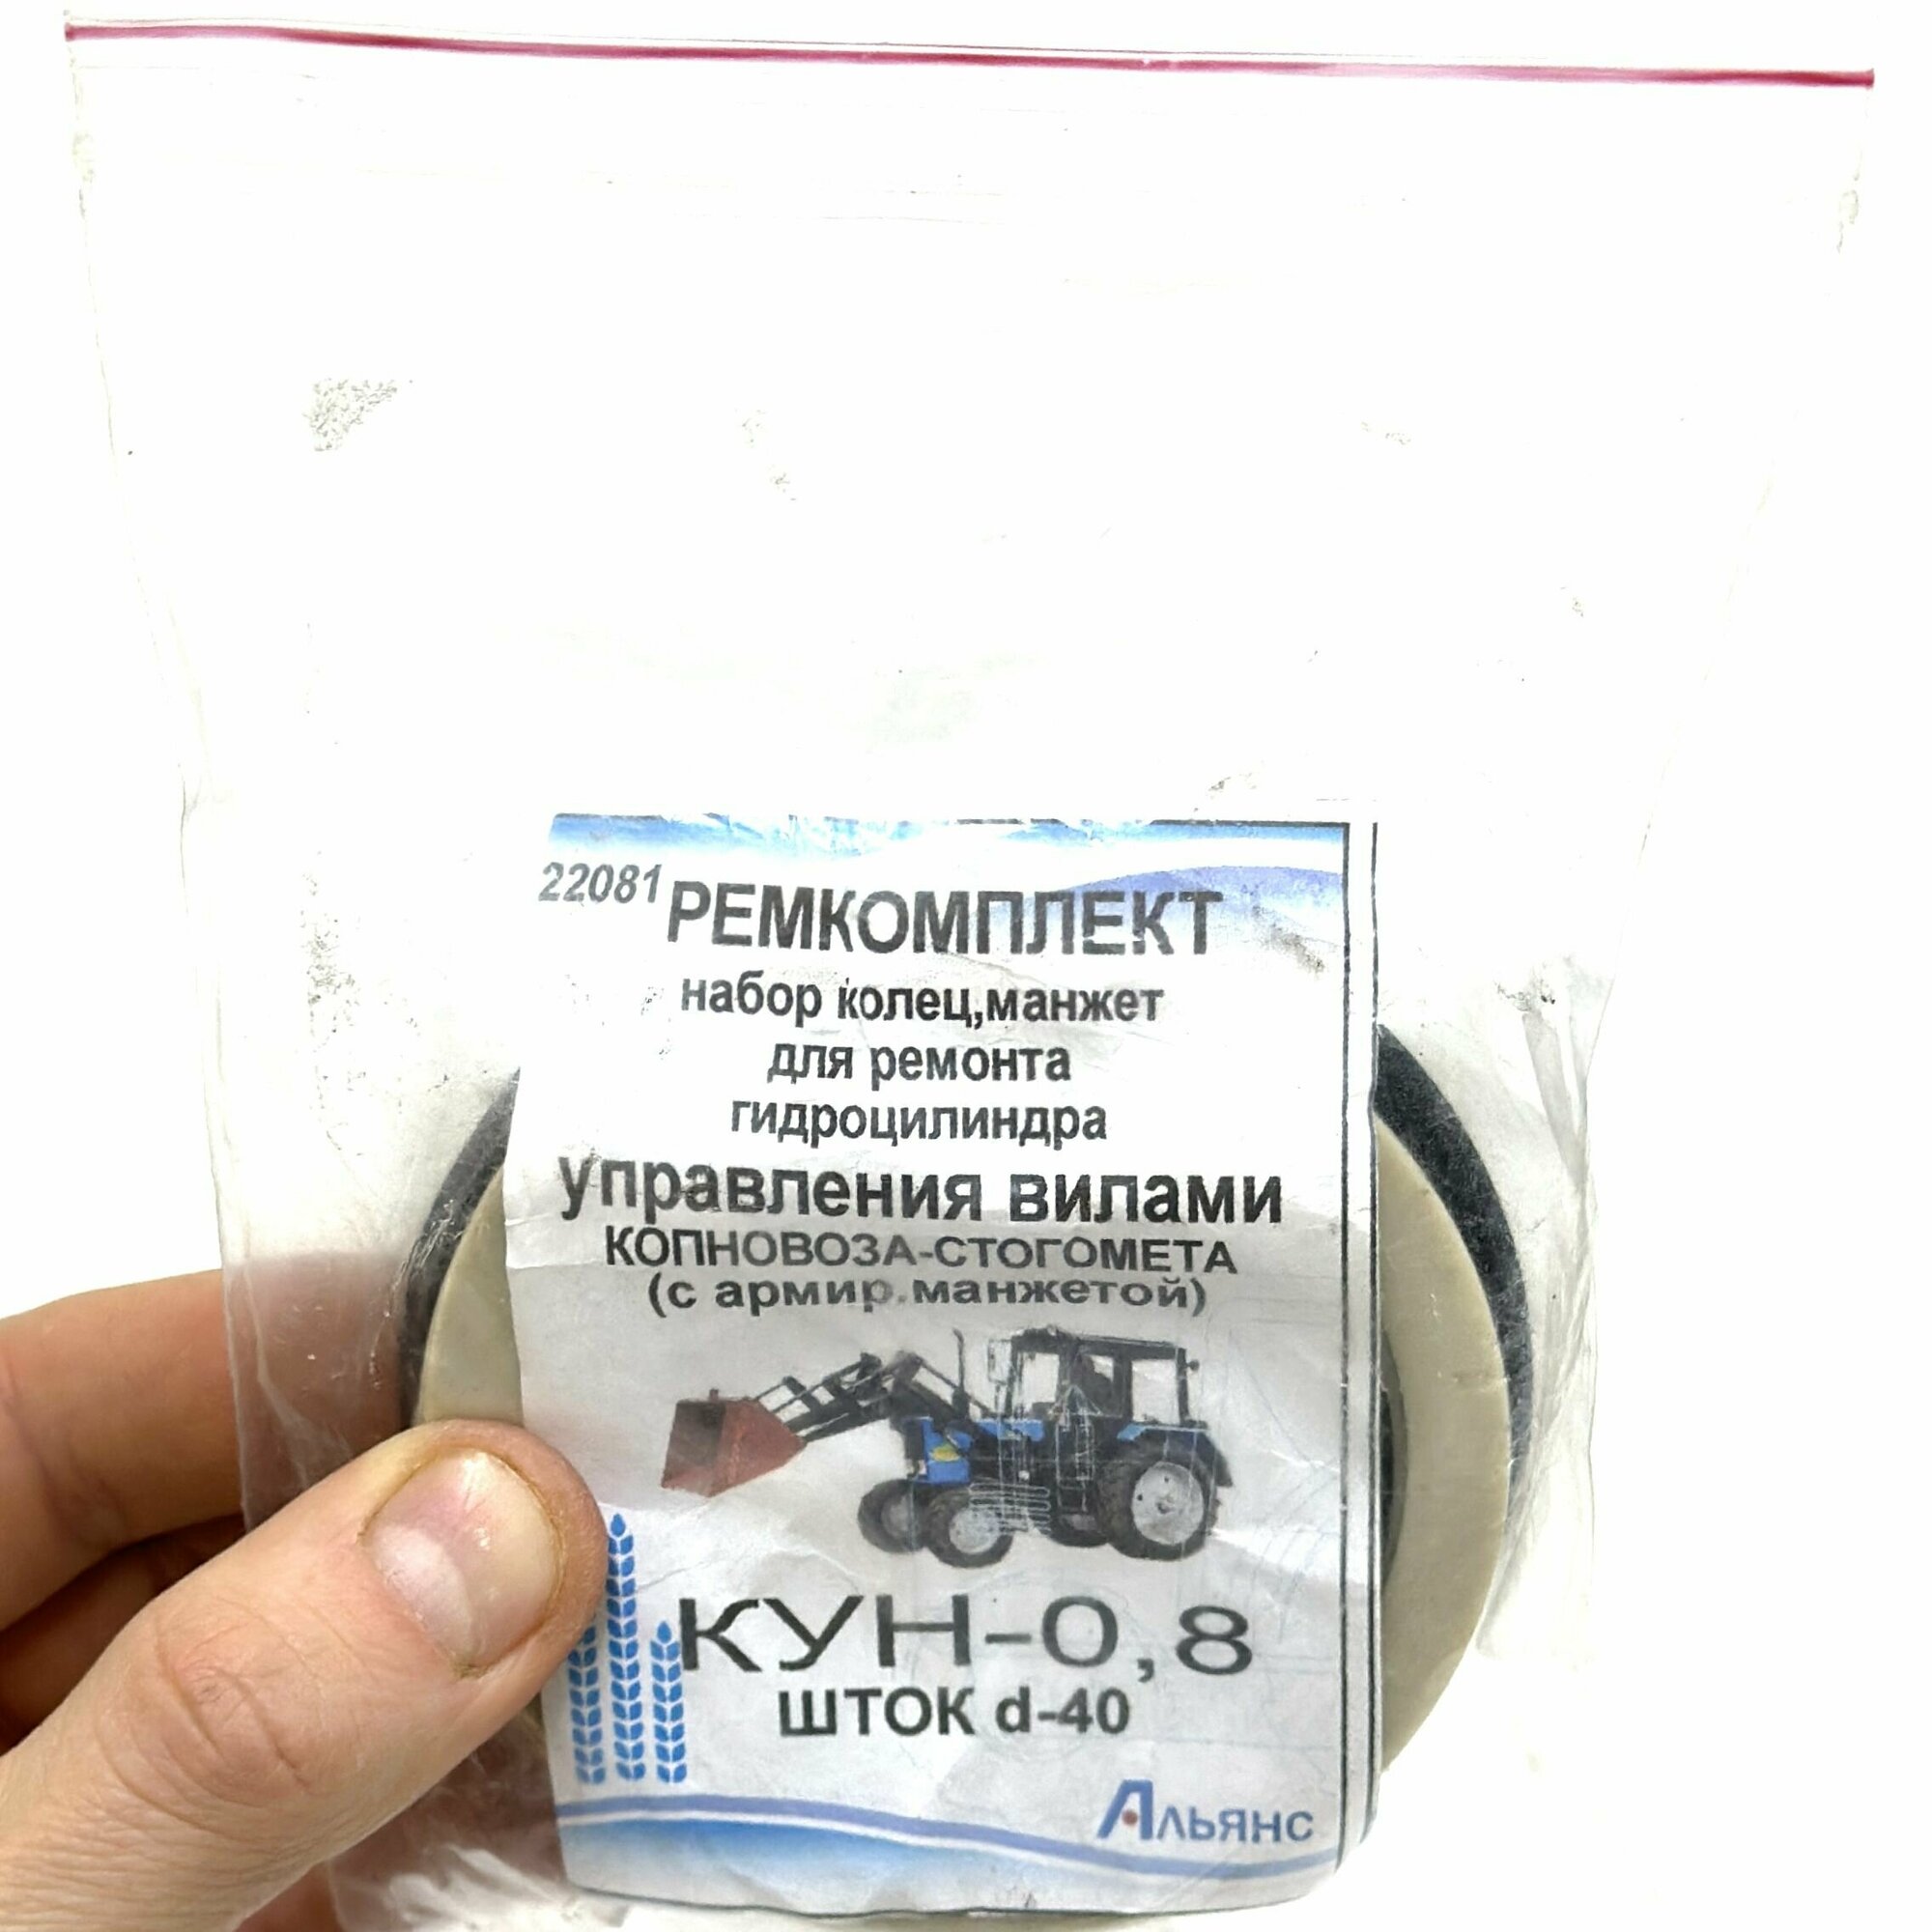 22081
РЕМКОМПЛЕКТ
набор колец,манжет
для ремонта
гидроцилиндра
управления вилами
КОПНОВОЗА-СТОГОМЕТА
(с армир.манжетой)
КУН-0,8
ШТОК d-40
Альянс